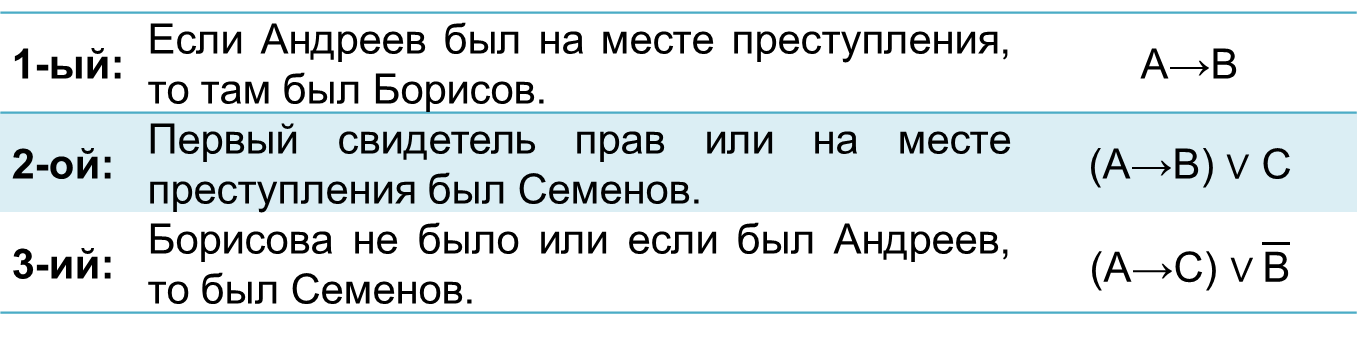 1-ый: Если Андреев был на месте преступления,
то там был Борисов.
A→B
2-ой: Первый свидетель прав или на месте
преступления был Семенов.
(A→B) ∨ C
3-ий: Борисова не было или если был Андреев,
то был Семенов.
(A→C) ∨ B̅